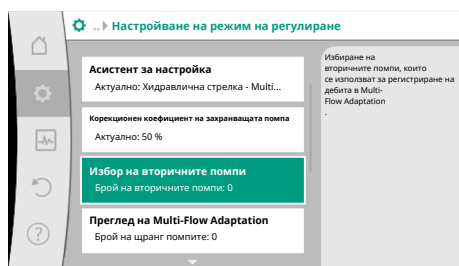 .. Настройване на режим на регулиране
Асистент за настройка
Актуално: Хидравлична стрелка - Multi...
Корекционен коефициент на захранващата помпа
Актуално: 50 %
Избор на вторичните помпи
Брой на вторичните помпи: 0
Преглед на Multi-Flow Adaptation
Брой на щранг помпите: 0
Избиране на
вторичните помпи, които
се използват за регистриране на
дебита в Multi-
Flow Adaptation
.